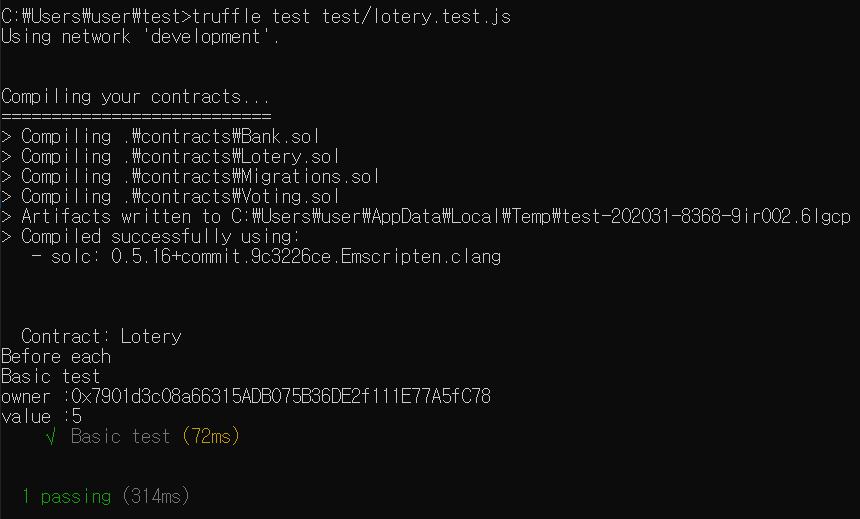 C:₩Users₩user₩test>truffle test test/lotery.test.js
Using network 'development'.
Compiling your contracts...
===========================
> Compiling .₩contracts₩Bank.sol
> Compiling .₩contracts₩Lotery.sol
> Compiling .₩contracts₩Migrations.sol
> Compiling .₩contracts₩Voting.sol
> Artifacts written to C:₩Users₩user₩AppData₩Local₩Temp₩test-202031-8368-9ir002.6lgcp
> Compiled successfully using:
- solc: 0.5.16+commit.9c3226ce.Emscripten.clang
Contract: Lotery
Before each
Basic test
owner :0x7901d3c08a66315ADB075B36DE2f111E77A5fC78
value :5
√ Basic test (72ms)
1 passing (314ms)